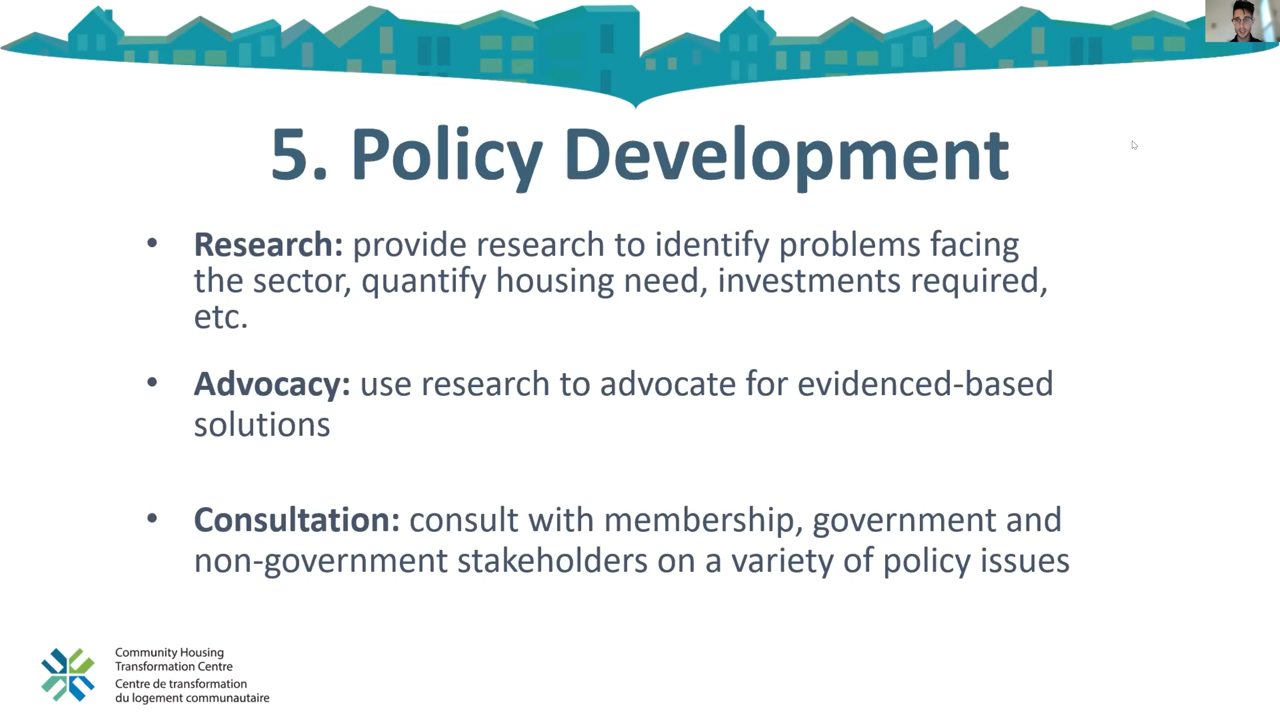 5. Policy Development
• Research: provide research to identify problems facing
the sector, quantify housing need, investments required,
etc.
• Advocacy: use research to advocate for evidenced-based
solutions
• Consultation: consult with membership, government and
non-government stakeholders on a variety of policy issues
Community Housing
Transformation Centre
Centre de transformation
du logement communautaire